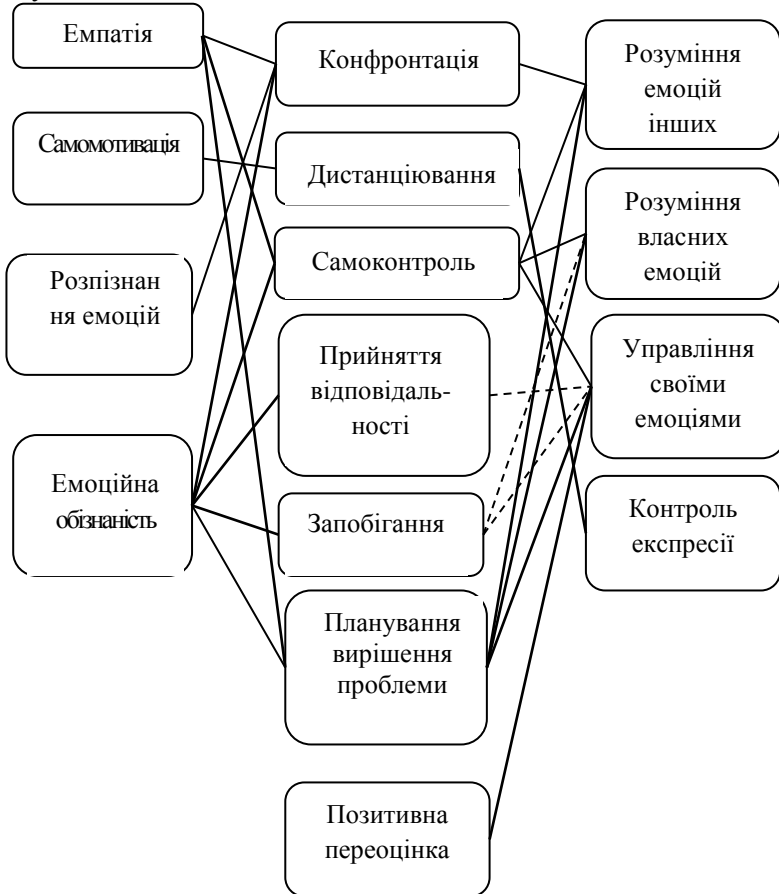 Емпатія
Самомотивація
Розпізнан
ня емоцій
Емоційна
обізнаність
Конфронтація
Дистанціювання
Самоконтроль
Прийняття
відповідаль-
ності
Запобігання
Планування
вирішення
проблеми
Позитивна
переоцінка
Розуміння
емоцій
інших
Розуміння
власних
емоцій
Управління
своїми
емоціями
Контроль
експресії